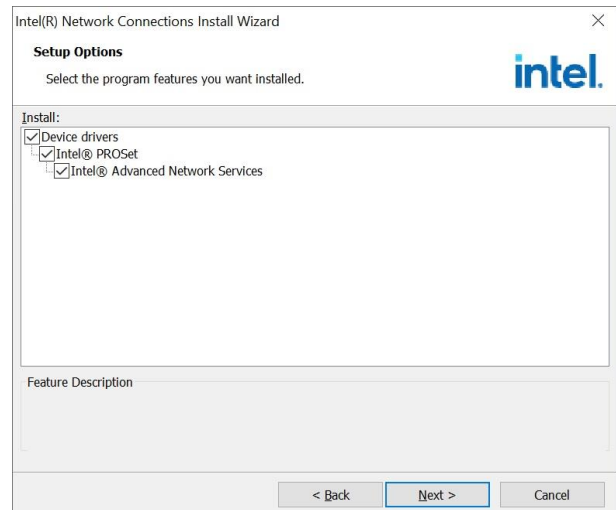 Intel(R) Network Connections Install Wizard
Setup Options
Select the program features you want installed.
intel.
Install:
Device drivers
Intel® PROSet
Intel® Advanced Network Services
Feature Description
< Back
Next >
Cancel